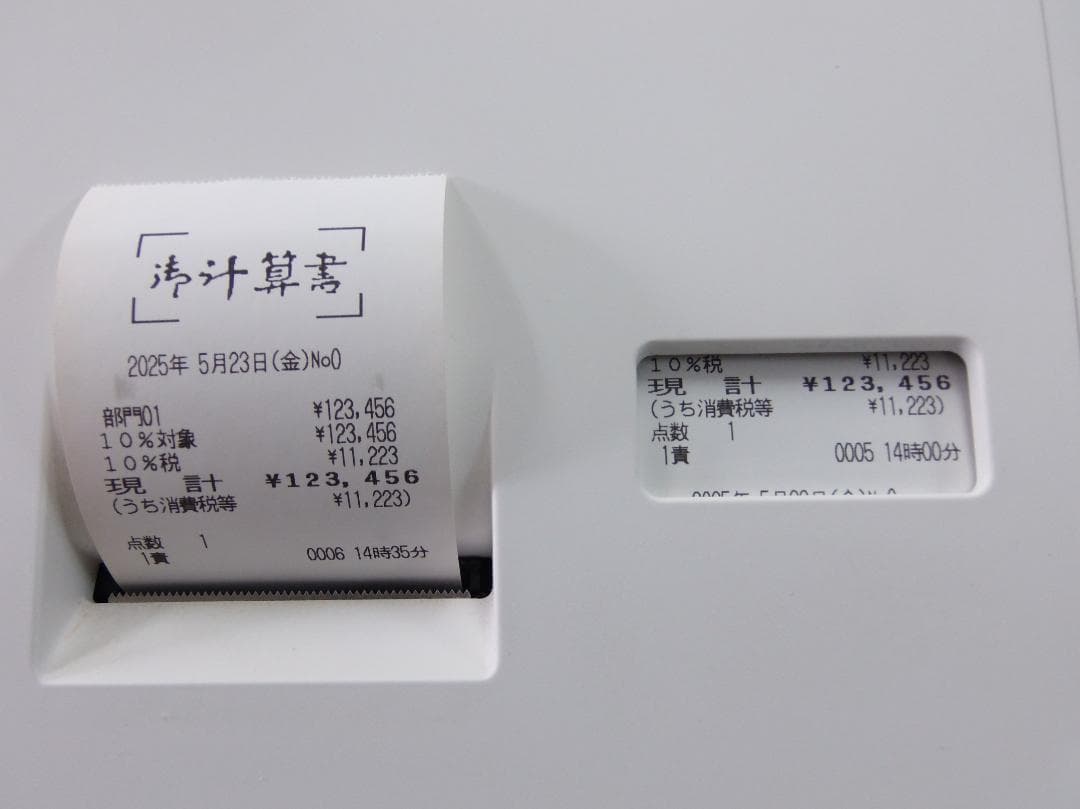 御計算書
2025年 5月23日(金)No0
部門01 ¥123,456
10%対象 ¥123,456
10%税 ¥11,223
現 計 ¥123,456
(うち消費税等 ¥11,223)
点数 1
1責 0006 14時35分
10%税 ¥11,223
現 計 ¥123,456
(うち消費税等 ¥11,223)
点数 1
1責 0005 14時00分